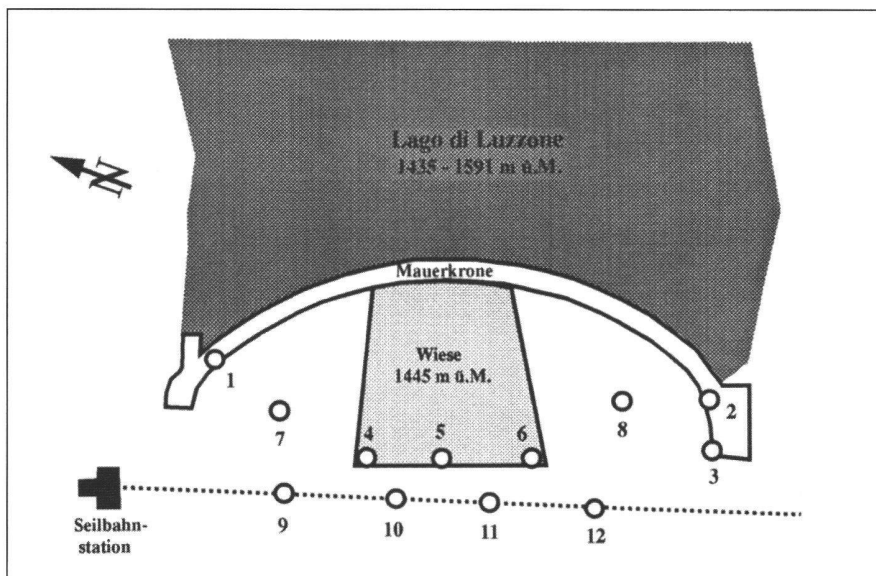 Lago di Luzzone
1435 - 1591 m ü.M.
N
Mauerkrone
Wiese
1445 m ü.M.
1
2
3
4
5
6
7
8
9
10
11
12
Seilbahn-
station